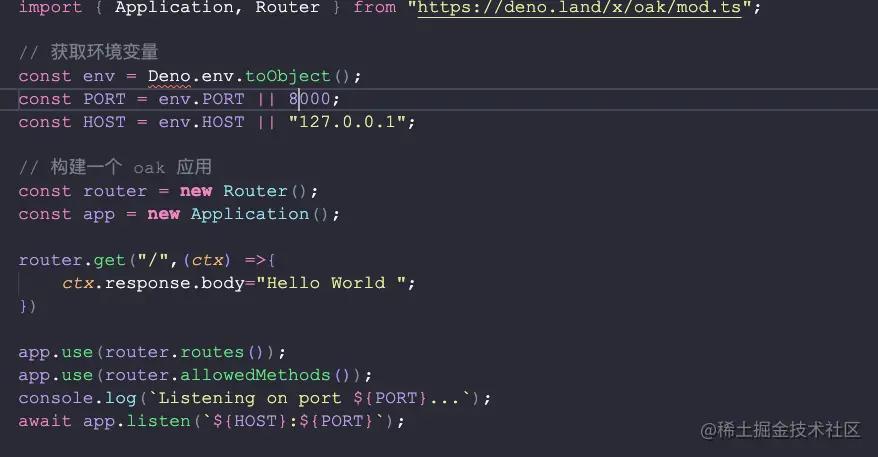 import { Application, Router } from "https://deno.land/x/oak/mod.ts";
// 获取环境变量
const env = Deno.env.toObject();
const PORT = env.PORT || 8000;
const HOST = env.HOST || "127.0.0.1";
// 构建一个 oak 应用
const router = new Router();
const app = new Application();
router.get("/",(ctx) =>{
    ctx.response.body="Hello World ";
})
app.use(router.routes());
app.use(router.allowedMethods());
console.log(`Listening on port ${PORT}...`);
await app.listen(`${HOST}:${PORT}`);
@稀土掘金技术社区